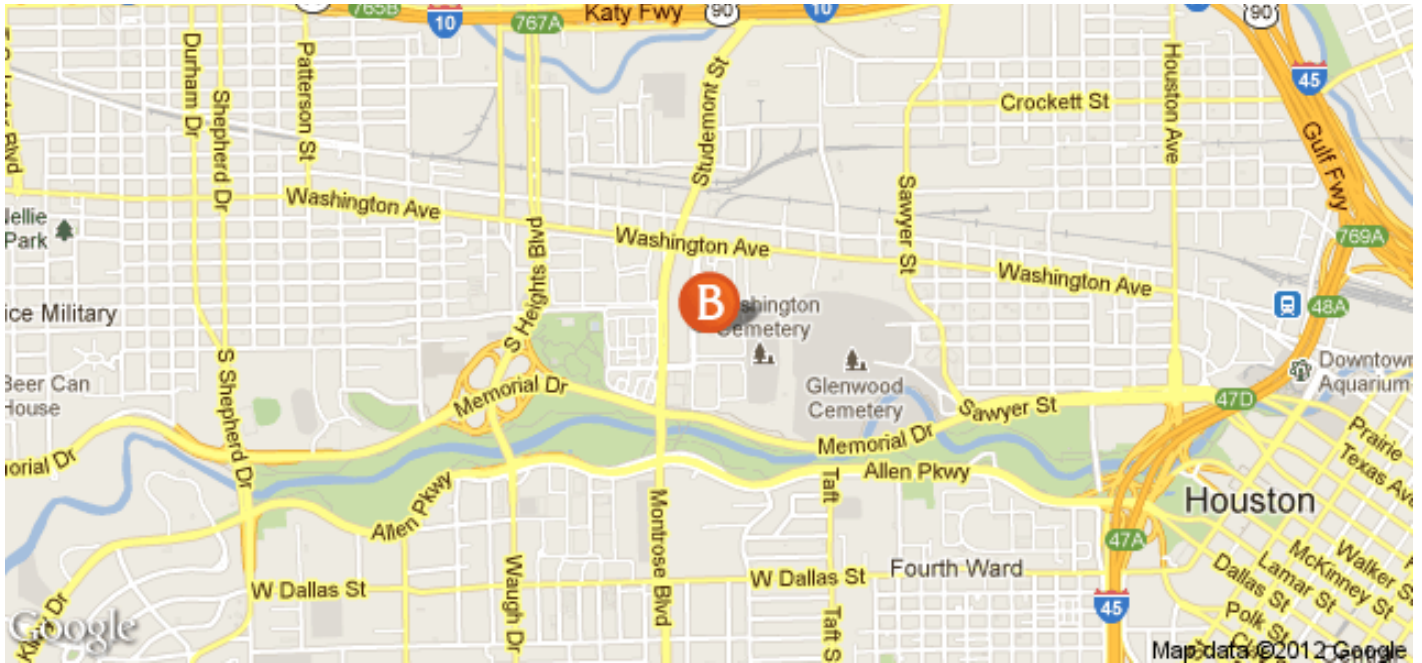 765B
10
767A
Katy Fwy
90
10
90
45
Durham Dr
Shepherd Dr
Patterson St
Studemont St
Crockett St
Houston Ave
Gulf Fwy
Blvd
Washington Ave
Sawyer St
S Heights Blvd
Washington Ave
Washington Ave
769A
Nellie
Park
48A
B
Cemetery
ice Military
S Shepherd Dr
Beer Can
House
Memorial Dr
Glenwood
Cemetery
Downtown
Aquarium
47D
Sawyer St
Memorial Dr
Prairie
Texas Ave
Allen Pkwy
Taft
Allen Pkwy
Montrose Blvd
Waugh Dr
Houston
47A
W Dallas St
W Dallas St
Fourth Ward
Taft St
45
Walker St
McKinney St
Lamar St
Dallas St
Polk St
Google
Map data ©2012 Google